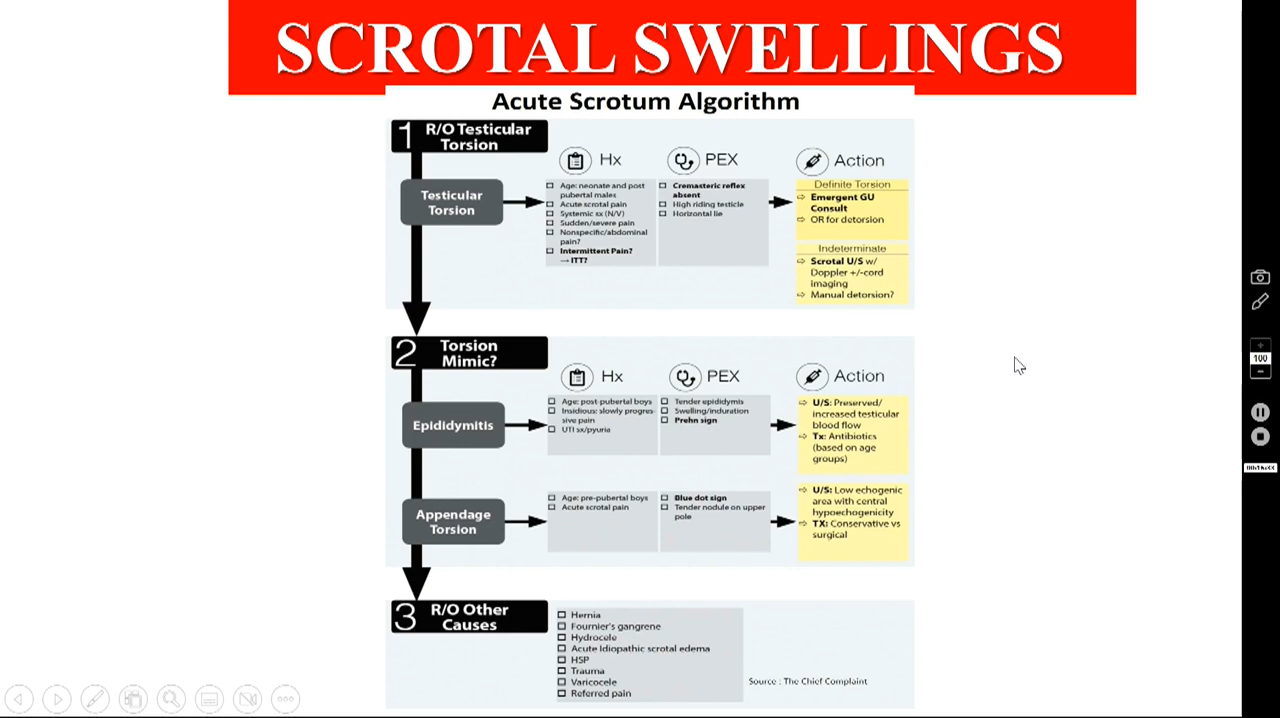 SCROTAL SWELLINGS
Acute Scrotum Algorithm
1 R/O Testicular
Torsion
Hx
PEX
Action
Testicular
Torsion
Age: neonate and post
pubertal males
Acute scrotal pain
Systemic sx (N/V)
Sudden/severe pain
Nonspecific/abdominal
pain?
Intermittent Pain?
→ ITT?
Cremasteric reflex
absent
High riding testicle
Horizontal lie
Definite Torsion
⇨ Emergent GU
Consult
⇨ OR for detorsion
Indeterminate
⇨ Scrotal U/S w/
Doppler +/-cord
imaging
⇨ Manual detorsion?
2 Torsion
Mimic?
Hx
PEX
Action
Epididymitis
Age: post-pubertal boys
Insidious: slowly progres-
sive pain
UTI sx/pyuria
Tender epididymis
Swelling/induration
Prehn sign
⇨ U/S: Preserved/
increased testicular
blood flow
⇨ Tx: Antibiotics
(based on age
groups)
Appendage
Torsion
Age: pre-pubertal boys
Acute scrotal pain
Blue dot sign
Tender nodule on upper
pole
⇨ U/S: Low echogenic
area with central
hypoechogenicity
⇨ TX: Conservative vs
surgical
3 R/O Other
Causes
Hernia
Fournier's gangrene
Hydrocele
Acute Idiopathic scrotal edema
HSP
Trauma
Varicocele
Referred pain
Source : The Chief Complaint
100